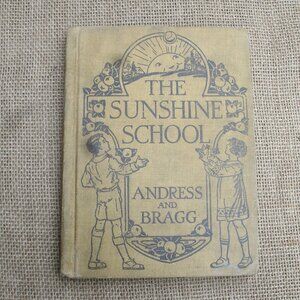 THE
SUNSHINE
SCHOOL
ANDRESS
AND
BRAGG